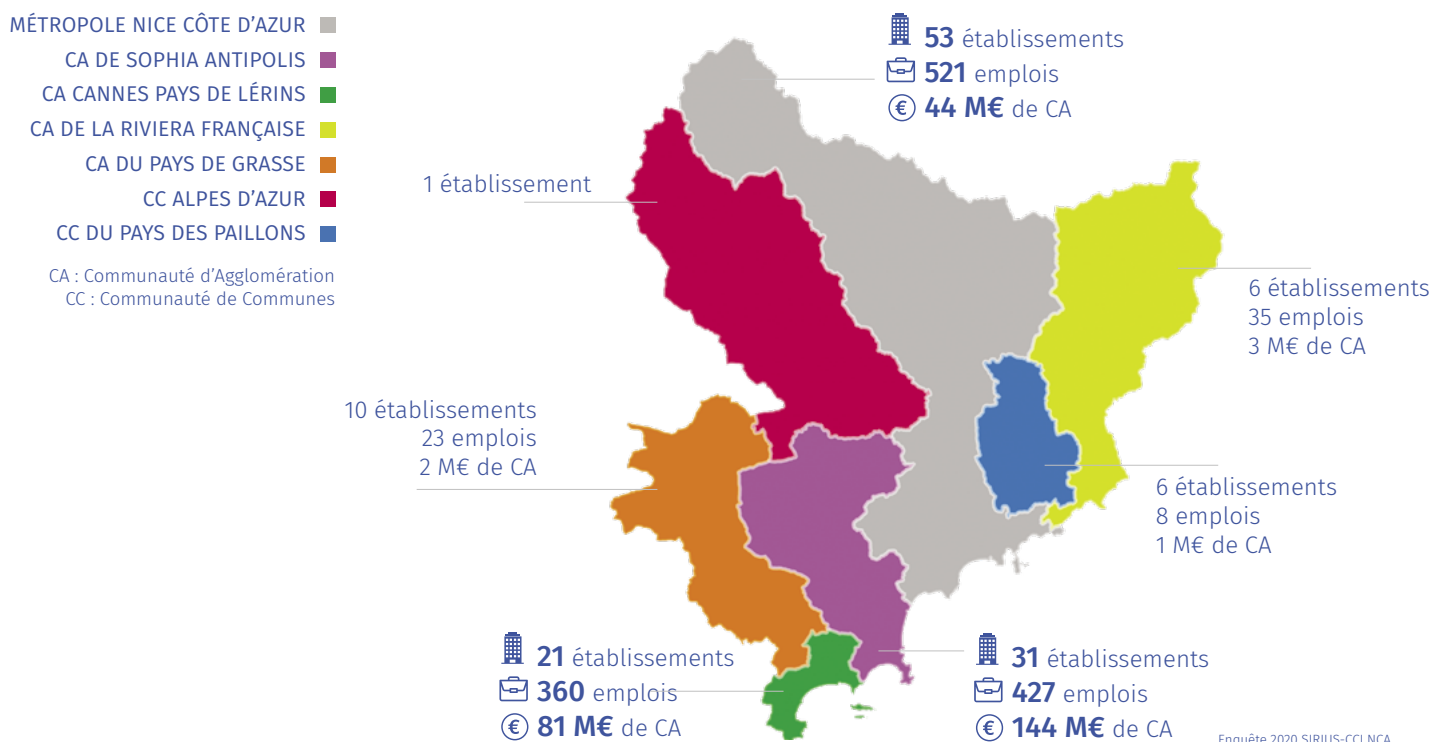 MÉTROPOLE NICE CÔTE D'AZUR
CA DE SOPHIA ANTIPOLIS
CA CANNES PAYS DE LÉRINS
CA DE LA RIVIERA FRANÇAISE
CA DU PAYS DE GRASSE
CC ALPES D'AZUR
CC DU PAYS DES PAILLONS
CA : Communauté d'Agglomération
CC : Communauté de Communes
53 établissements
521 emplois
€ 44 M€ de CA
1 établissement
6 établissements
35 emplois
3 M€ de CA
10 établissements
23 emplois
2 M€ de CA
6 établissements
8 emplois
1 M€ de CA
21 établissements
360 emplois
€ 81 M€ de CA
31 établissements
427 emplois
€ 144 M€ de CA
Enquête 2020 SIRIUS-CCI NCA